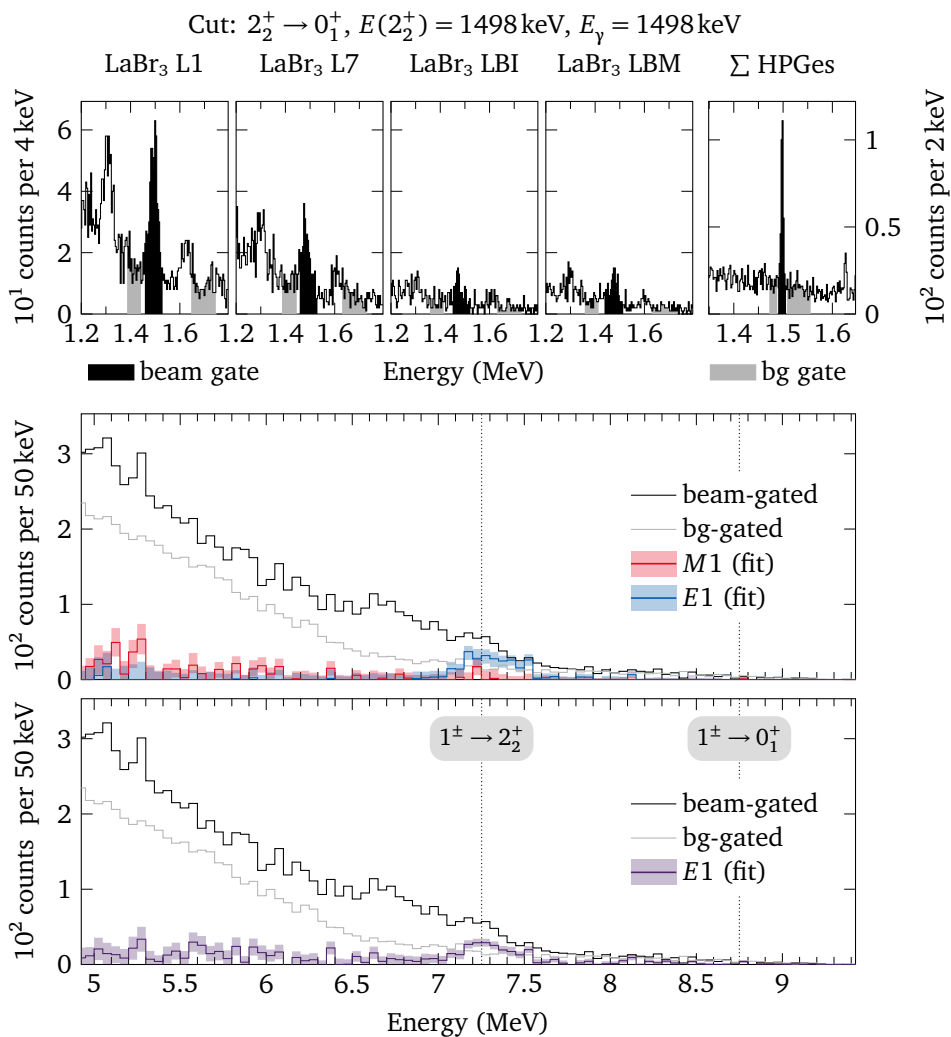 Cut: 2₂⁺ → 0₁⁺, E(2₂⁺) = 1498 keV, Eγ = 1498 keV
LaBr₃ L1 LaBr₃ L7 LaBr₃ LBI LaBr₃ LBM ∑ HPGes
10¹ counts per 4 keV
6
4
2
0
1.2 1.4 1.6 1.2 1.4 1.6 1.2 1.4 1.6 1.2 1.4 1.6 1.4 1.5 1.6
1
0.5
0
10² counts per 2 keV
beam gate Energy (MeV) bg gate
10² counts per 50 keV
3
2
1
0
beam-gated
bg-gated
M1 (fit)
E1 (fit)
10² counts per 50 keV
3
2
1
0
1± → 2₂⁺ 1± → 0₁⁺
beam-gated
bg-gated
E1 (fit)
5 5.5 6 6.5 7 7.5 8 8.5 9
Energy (MeV)